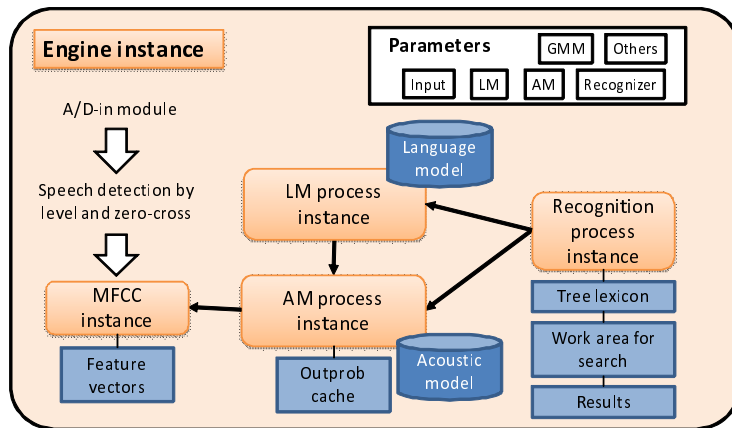 Engine instance
Parameters
GMM
Others
Input
LM
AM
Recognizer
A/D-in module
Speech detection by
level and zero-cross
MFCC
instance
Feature
vectors
Language
model
LM process
instance
AM process
instance
Outprob
cache
Acoustic
model
Recognition
process
instance
Tree lexicon
Work area for
search
Results